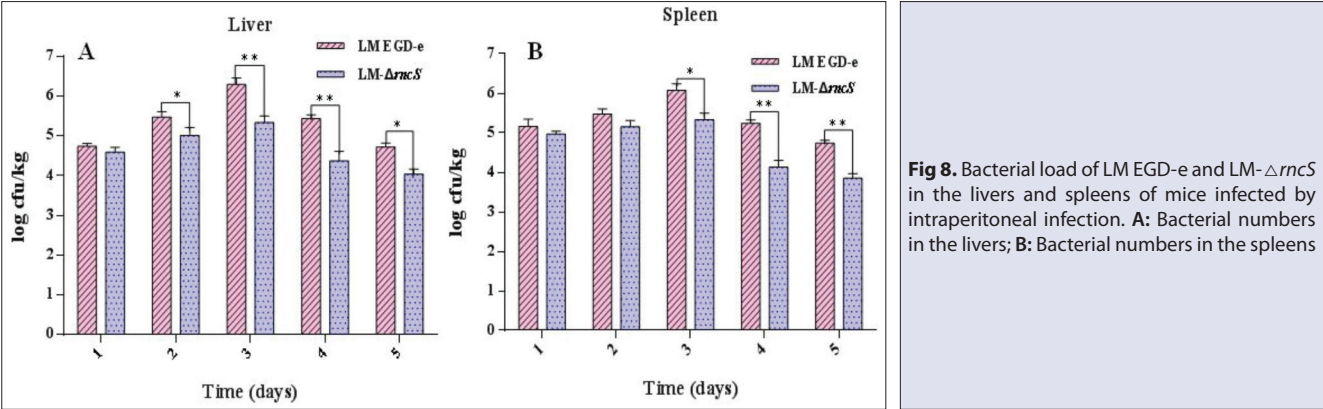 Liver
A
LM EGD-e
LM-ΔrncS
**
*
**
*
7
6
5
4
3
2
1
0
log cfu/kg
1 2 3 4 5
Time (days)
Spleen
B
LM EGD-e
LM-ΔrncS
*
**
**
7
6
5
4
3
2
1
0
log cfu/kg
1 2 3 4 5
Time (days)
Fig 8. Bacterial load of LM EGD-e and LM-△rncS
in the livers and spleens of mice infected by
intraperitoneal infection. A: Bacterial numbers
in the livers; B: Bacterial numbers in the spleens